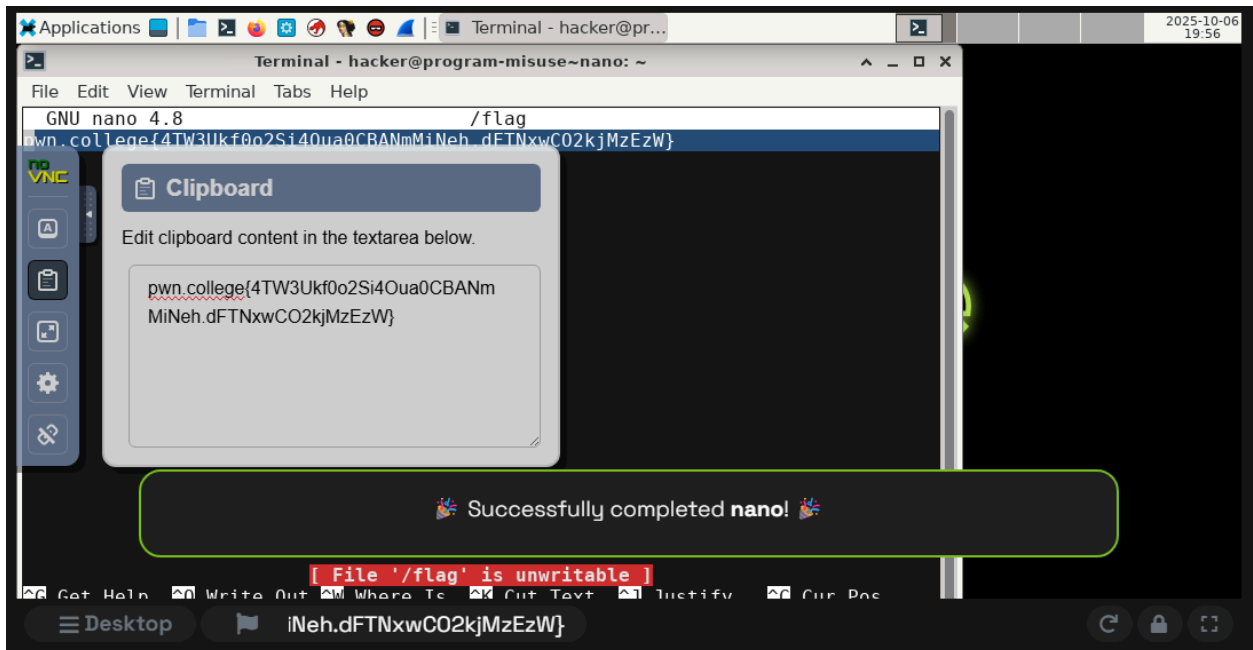 Applications
Terminal - hacker@pr...
2025-10-06
19:56
Terminal - hacker@program-misuse~nano: ~
File Edit View Terminal Tabs Help
GNU nano 4.8 /flag
pwn.college{4TW3Ukf0o2Si4Oua0CBANmMiNeh.dFTNxwCO2kjMzEzW}
no
VNC
Clipboard
A
Edit clipboard content in the textarea below.
pwn.college{4TW3Ukf0o2Si4Oua0CBANm
MiNeh.dFTNxwCO2kjMzEzW}
🎉 Successfully completed nano! 🎉
[ File '/flag' is unwritable ]
^G Get Help ^O Write Out ^W Where Is ^K Cut Text ^J Justify ^C Cur Pos
Desktop
iNeh.dFTNxwCO2kjMzEzW}